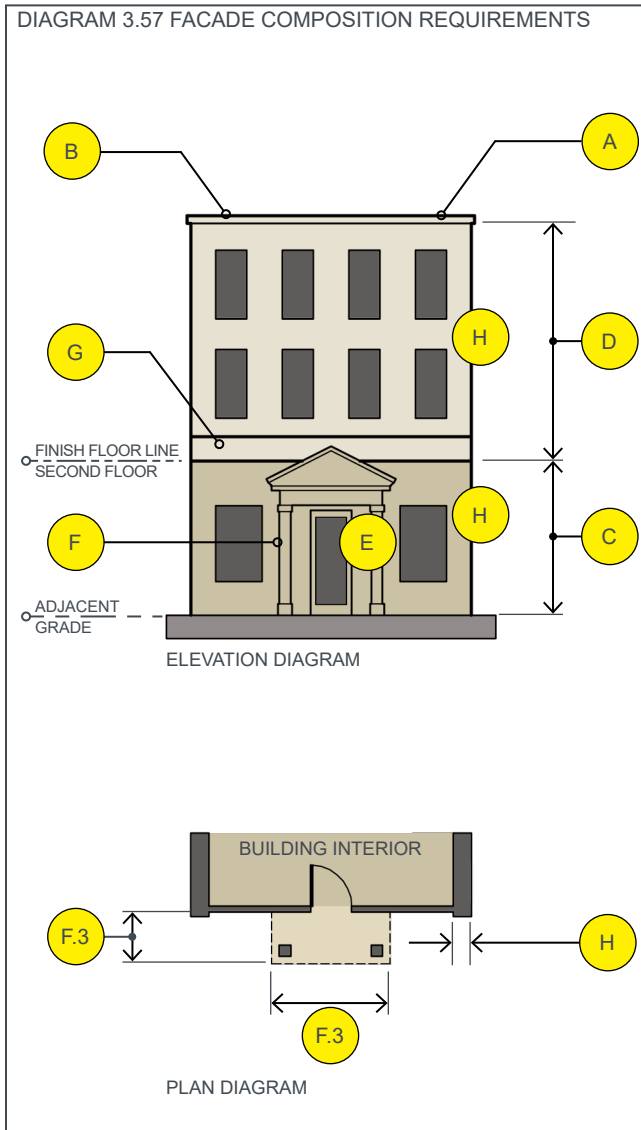 DIAGRAM 3.57 FACADE COMPOSITION REQUIREMENTS
B
A
G
H
D
FINISH FLOOR LINE
SECOND FLOOR
F
E
H
C
ADJACENT
GRADE
ELEVATION DIAGRAM
BUILDING INTERIOR
F.3
H
F.3
PLAN DIAGRAM